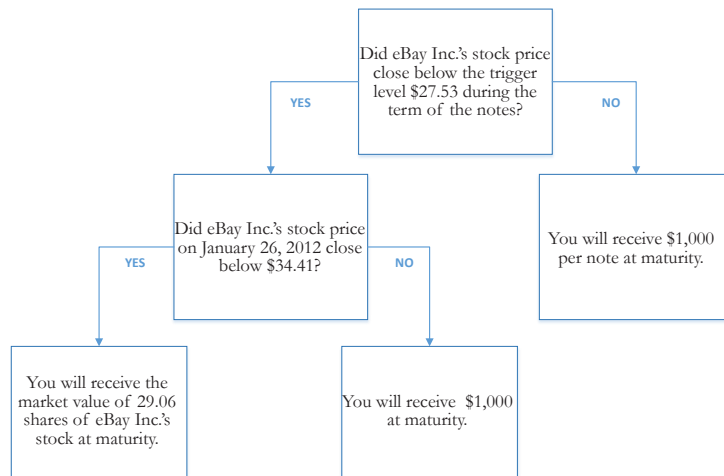 Did eBay Inc.'s stock price
close below the trigger
level $27.53 during the
term of the notes?
YES
NO
Did eBay Inc.'s stock price
on January 26, 2012 close
below $34.41?
You will receive $1,000
per note at maturity.
YES
NO
You will receive the
market value of 29.06
shares of eBay Inc.'s
stock at maturity.
You will receive $1,000
at maturity.